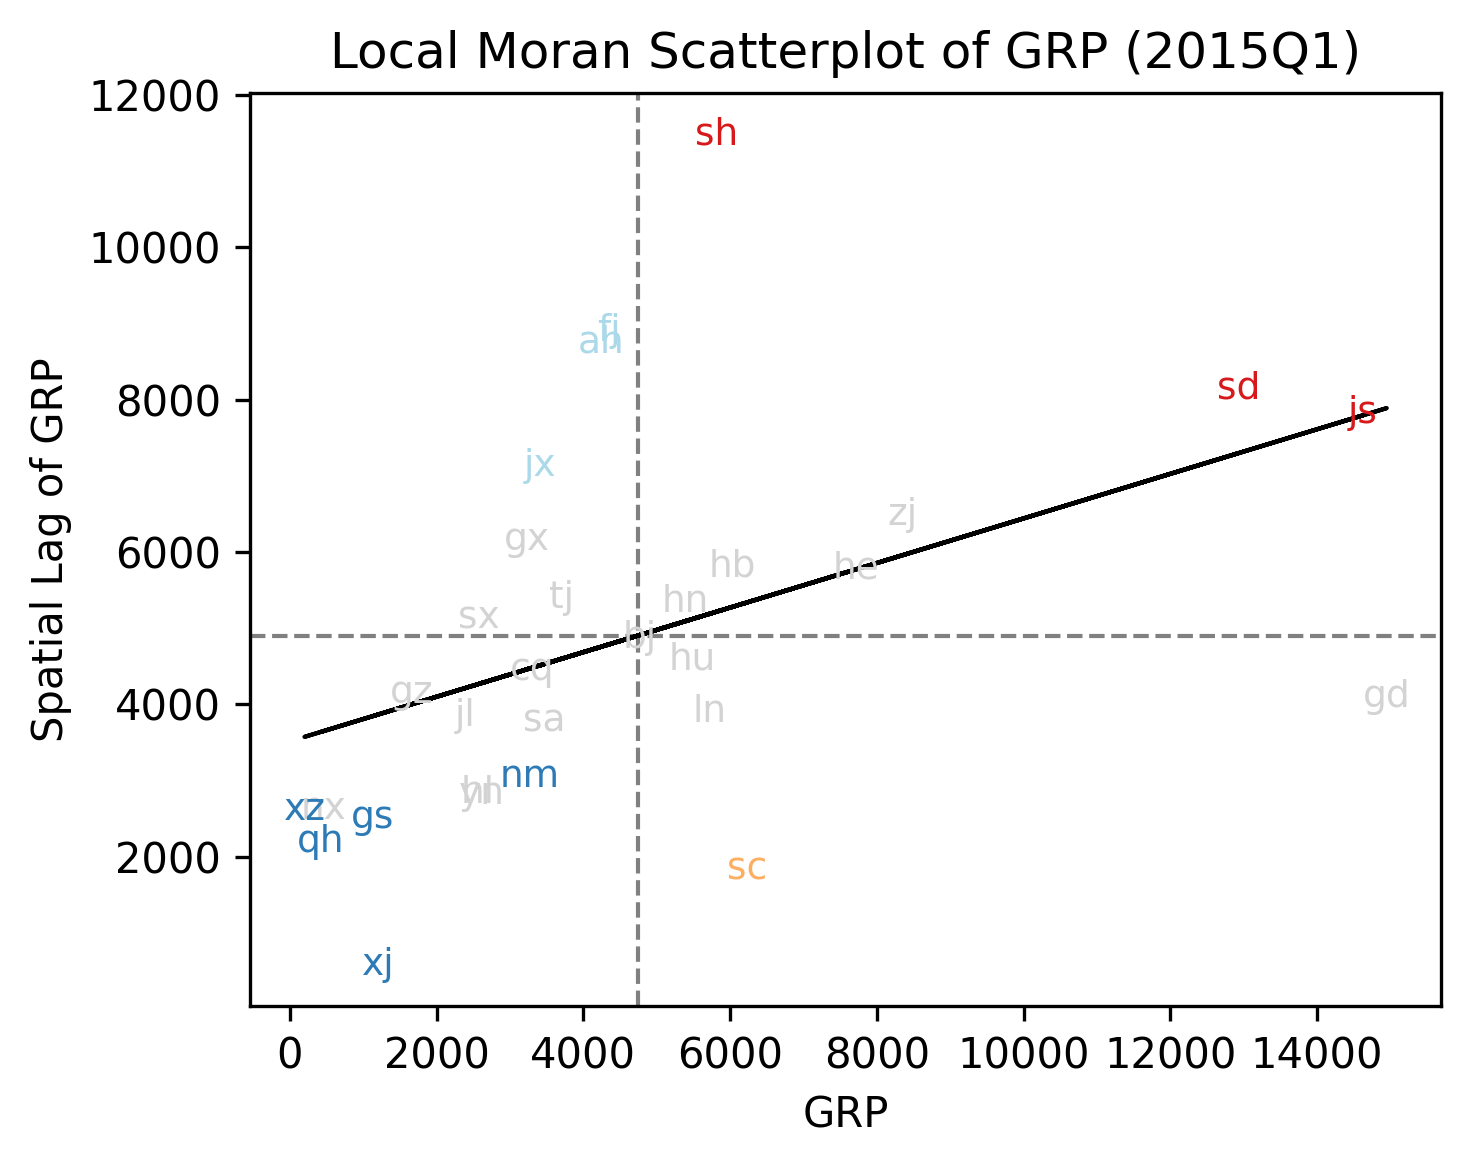 Local Moran Scatterplot of GRP (2015Q1)
12000
10000
8000
6000
4000
2000
Spatial Lag of GRP
sh
fj
ah
sd
js
jx
zj
gx
hb
he
tj
hn
sx
bj
hu
cq
gz
gd
jl
sa
ln
nm
xz
nx
gs
qh
sc
xj
0 2000 4000 6000 8000 10000 12000 14000
GRP